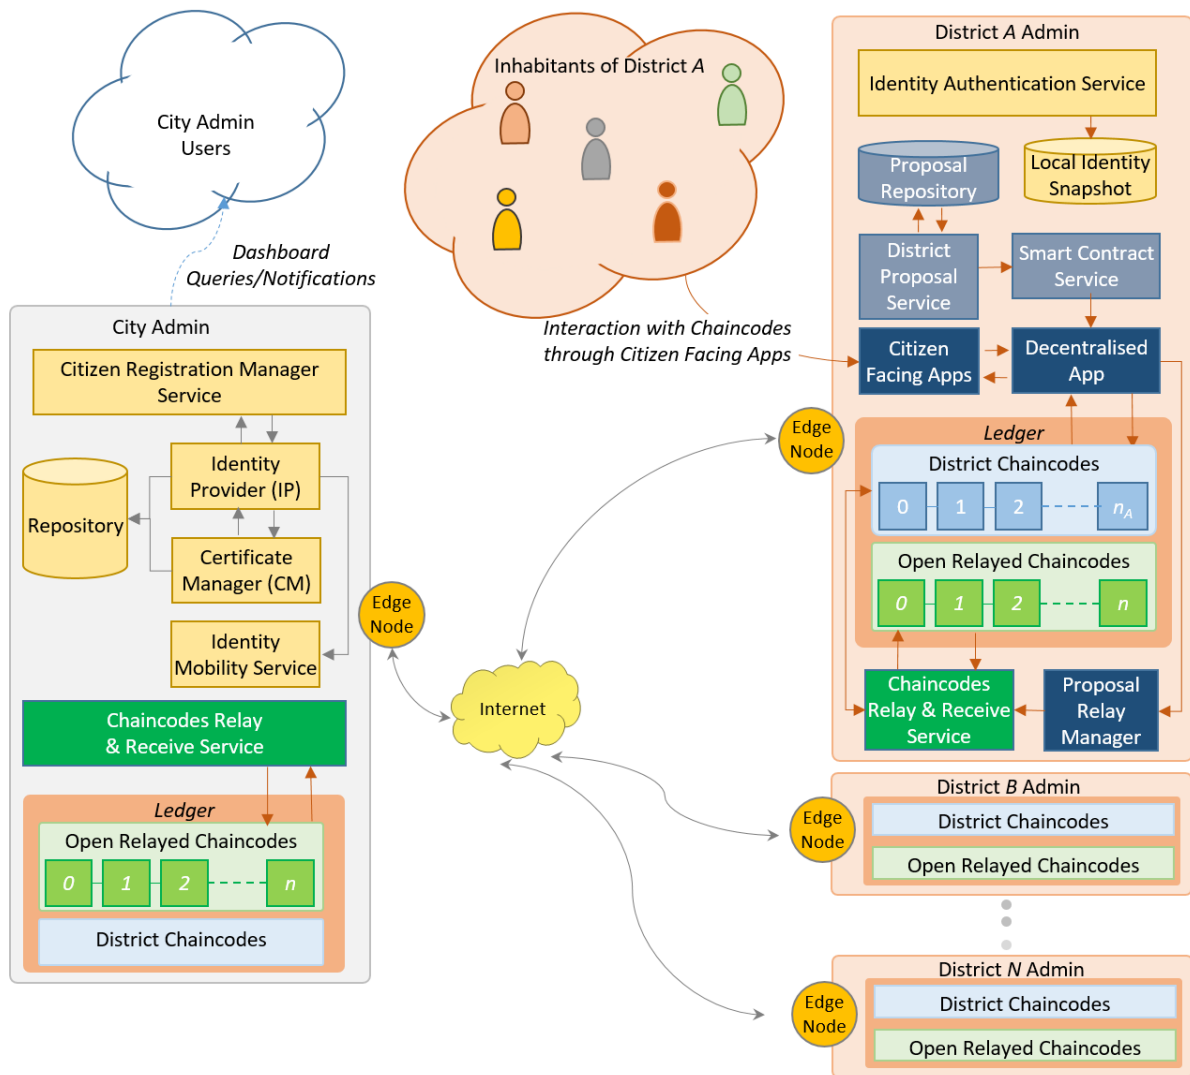 City Admin
Users
Dashboard
Queries/Notifications
Inhabitants of District A
Interaction with Chaincodes
through Citizen Facing Apps
City Admin
Citizen Registration Manager
Service
Identity
Provider (IP)
Repository
Certificate
Manager (CM)
Identity
Mobility Service
Chaincodes Relay
& Receive Service
Ledger
Open Relayed Chaincodes
0 1 2 n
District Chaincodes
Edge
Node
Internet
District A Admin
Identity Authentication Service
Proposal
Repository
Local Identity
Snapshot
District
Proposal
Service
Smart Contract
Service
Citizen
Facing Apps
Decentralised
App
Edge
Node
Ledger
District Chaincodes
0 1 2 nA
Open Relayed Chaincodes
0 1 2 n
Chaincodes
Relay & Receive
Service
Proposal
Relay
Manager
District B Admin
Edge
Node
District Chaincodes
Open Relayed Chaincodes
District N Admin
Edge
Node
District Chaincodes
Open Relayed Chaincodes